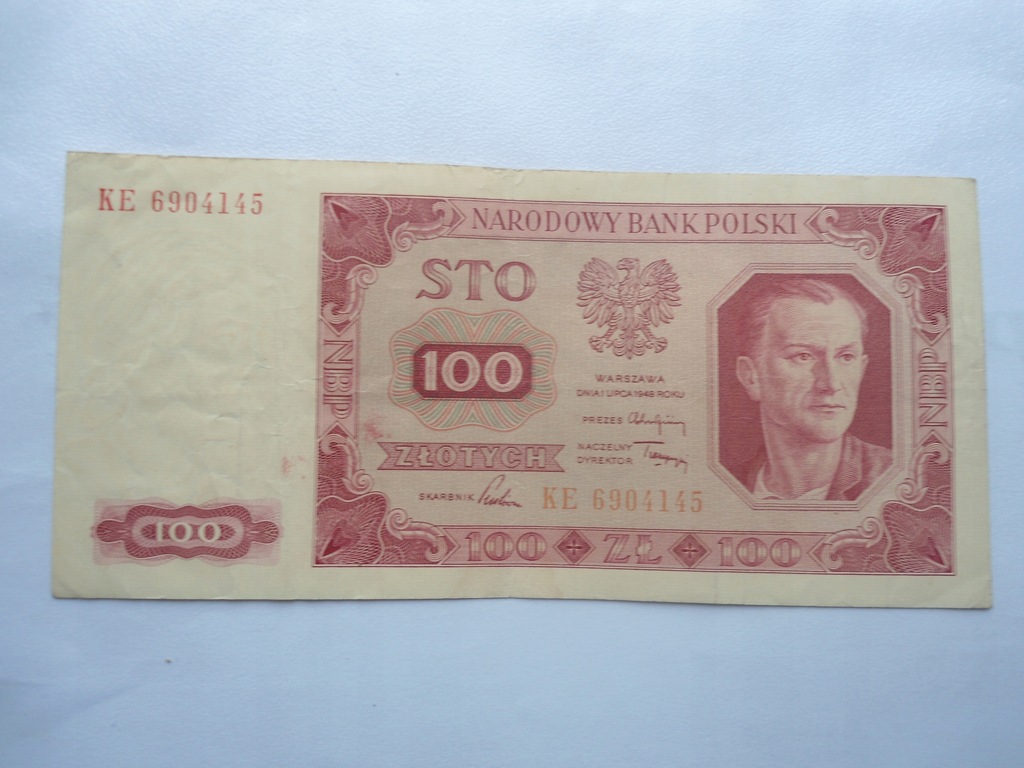 KE 6904145
NARODOWY BANK POLSKI
STO
100
WARSZAWA
DNIA 1 LIPCA 1948 ROKU
PREZES
NACZELNY
DYREKTOR
ZŁOTYCH
SKARBNIK
KE 6904145
NBP
NBP
100
100 ZŁ 100